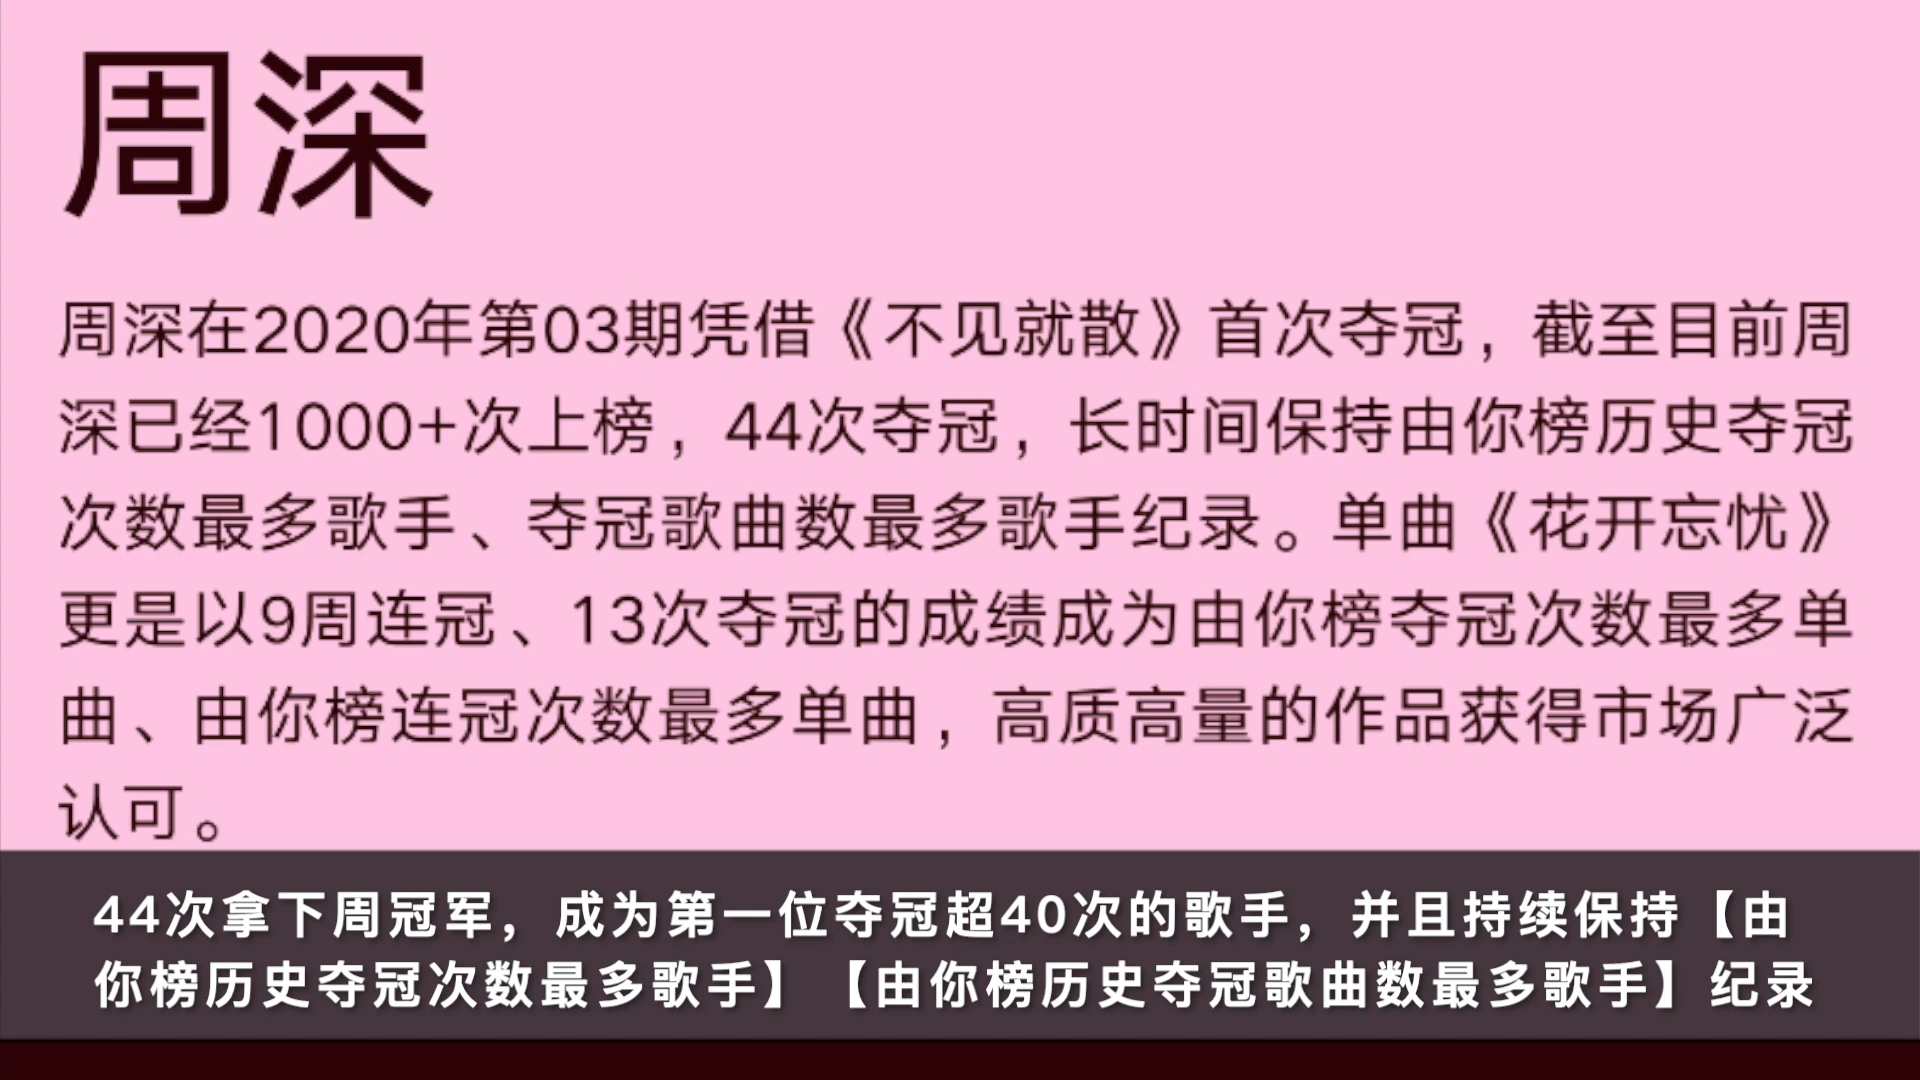 周深
周深在2020年第03期凭借《不见就散》首次夺冠，截至目前周
深已经1000+次上榜，44次夺冠，长时间保持由你榜历史夺冠
次数最多歌手、夺冠歌曲数最多歌手纪录。单曲《花开忘忧》
更是以9周连冠、13次夺冠的成绩成为由你榜夺冠次数最多单
曲、由你榜连冠次数最多单曲，高质高量的作品获得市场广泛
认可。
44次拿下周冠军，成为第一位夺冠超40次的歌手，并且持续保持【由
你榜历史夺冠次数最多歌手】【由你榜历史夺冠歌曲数最多歌手】纪录